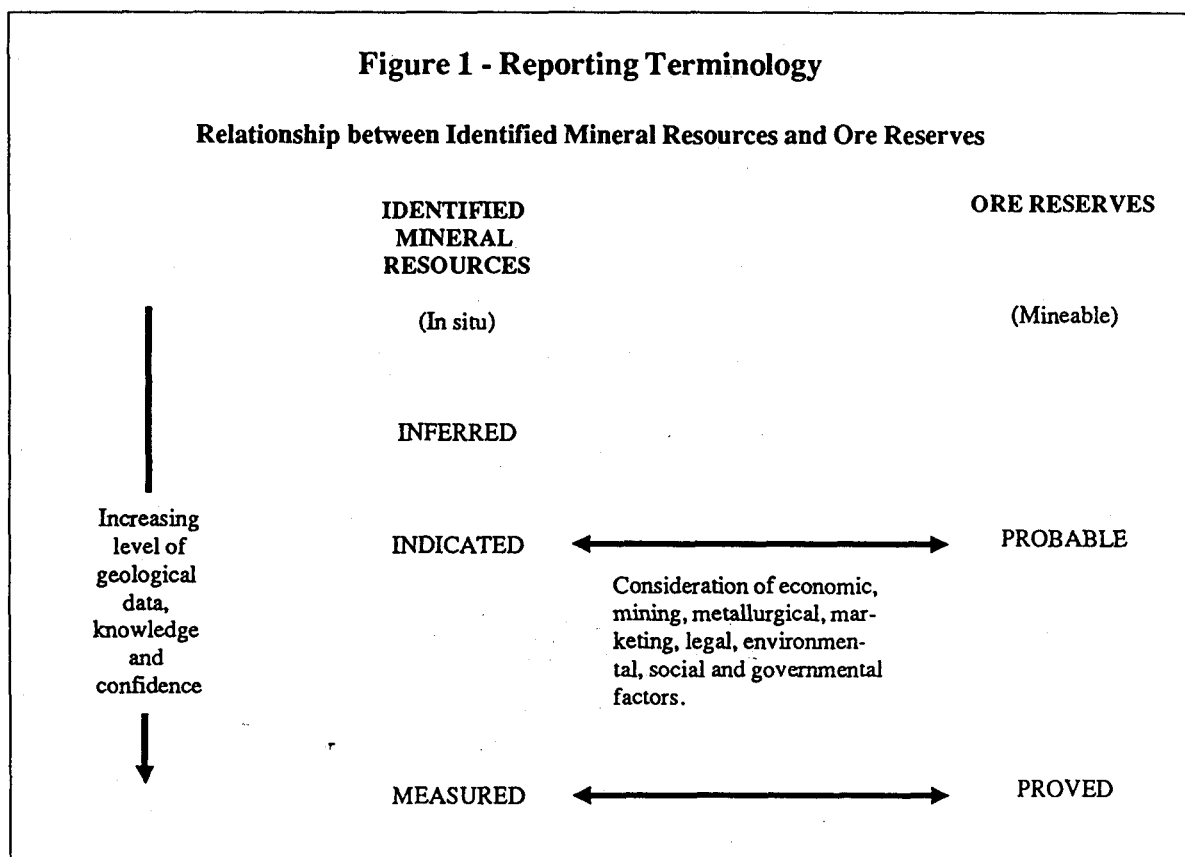 Figure 1 - Reporting Terminology
Relationship between Identified Mineral Resources and Ore Reserves
IDENTIFIED
MINERAL
RESOURCES
ORE RESERVES
(In situ)
(Mineable)
INFERRED
Increasing
level of
geological
data,
knowledge
and
confidence
INDICATED
PROBABLE
Consideration of economic,
mining, metallurgical, mar-
keting, legal, environmen-
tal, social and governmental
factors.
MEASURED
PROVED